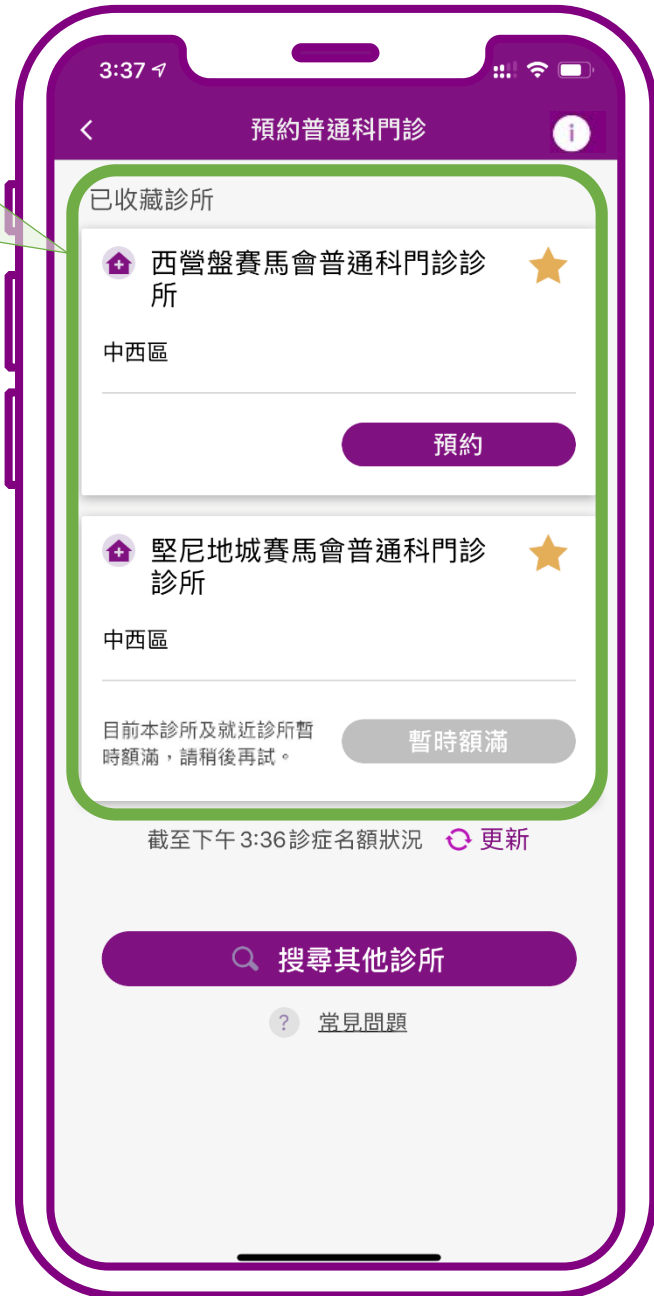 3:37
預約普通科門診
i
已收藏診所
西營盤賽馬會普通科門診診
所
中西區
預約
堅尼地城賽馬會普通科門診
診所
中西區
目前本診所及就近診所暫
時額滿，請稍後再試。
暫時額滿
截至下午3:36診症名額狀況 更新
搜尋其他診所
? 常見問題